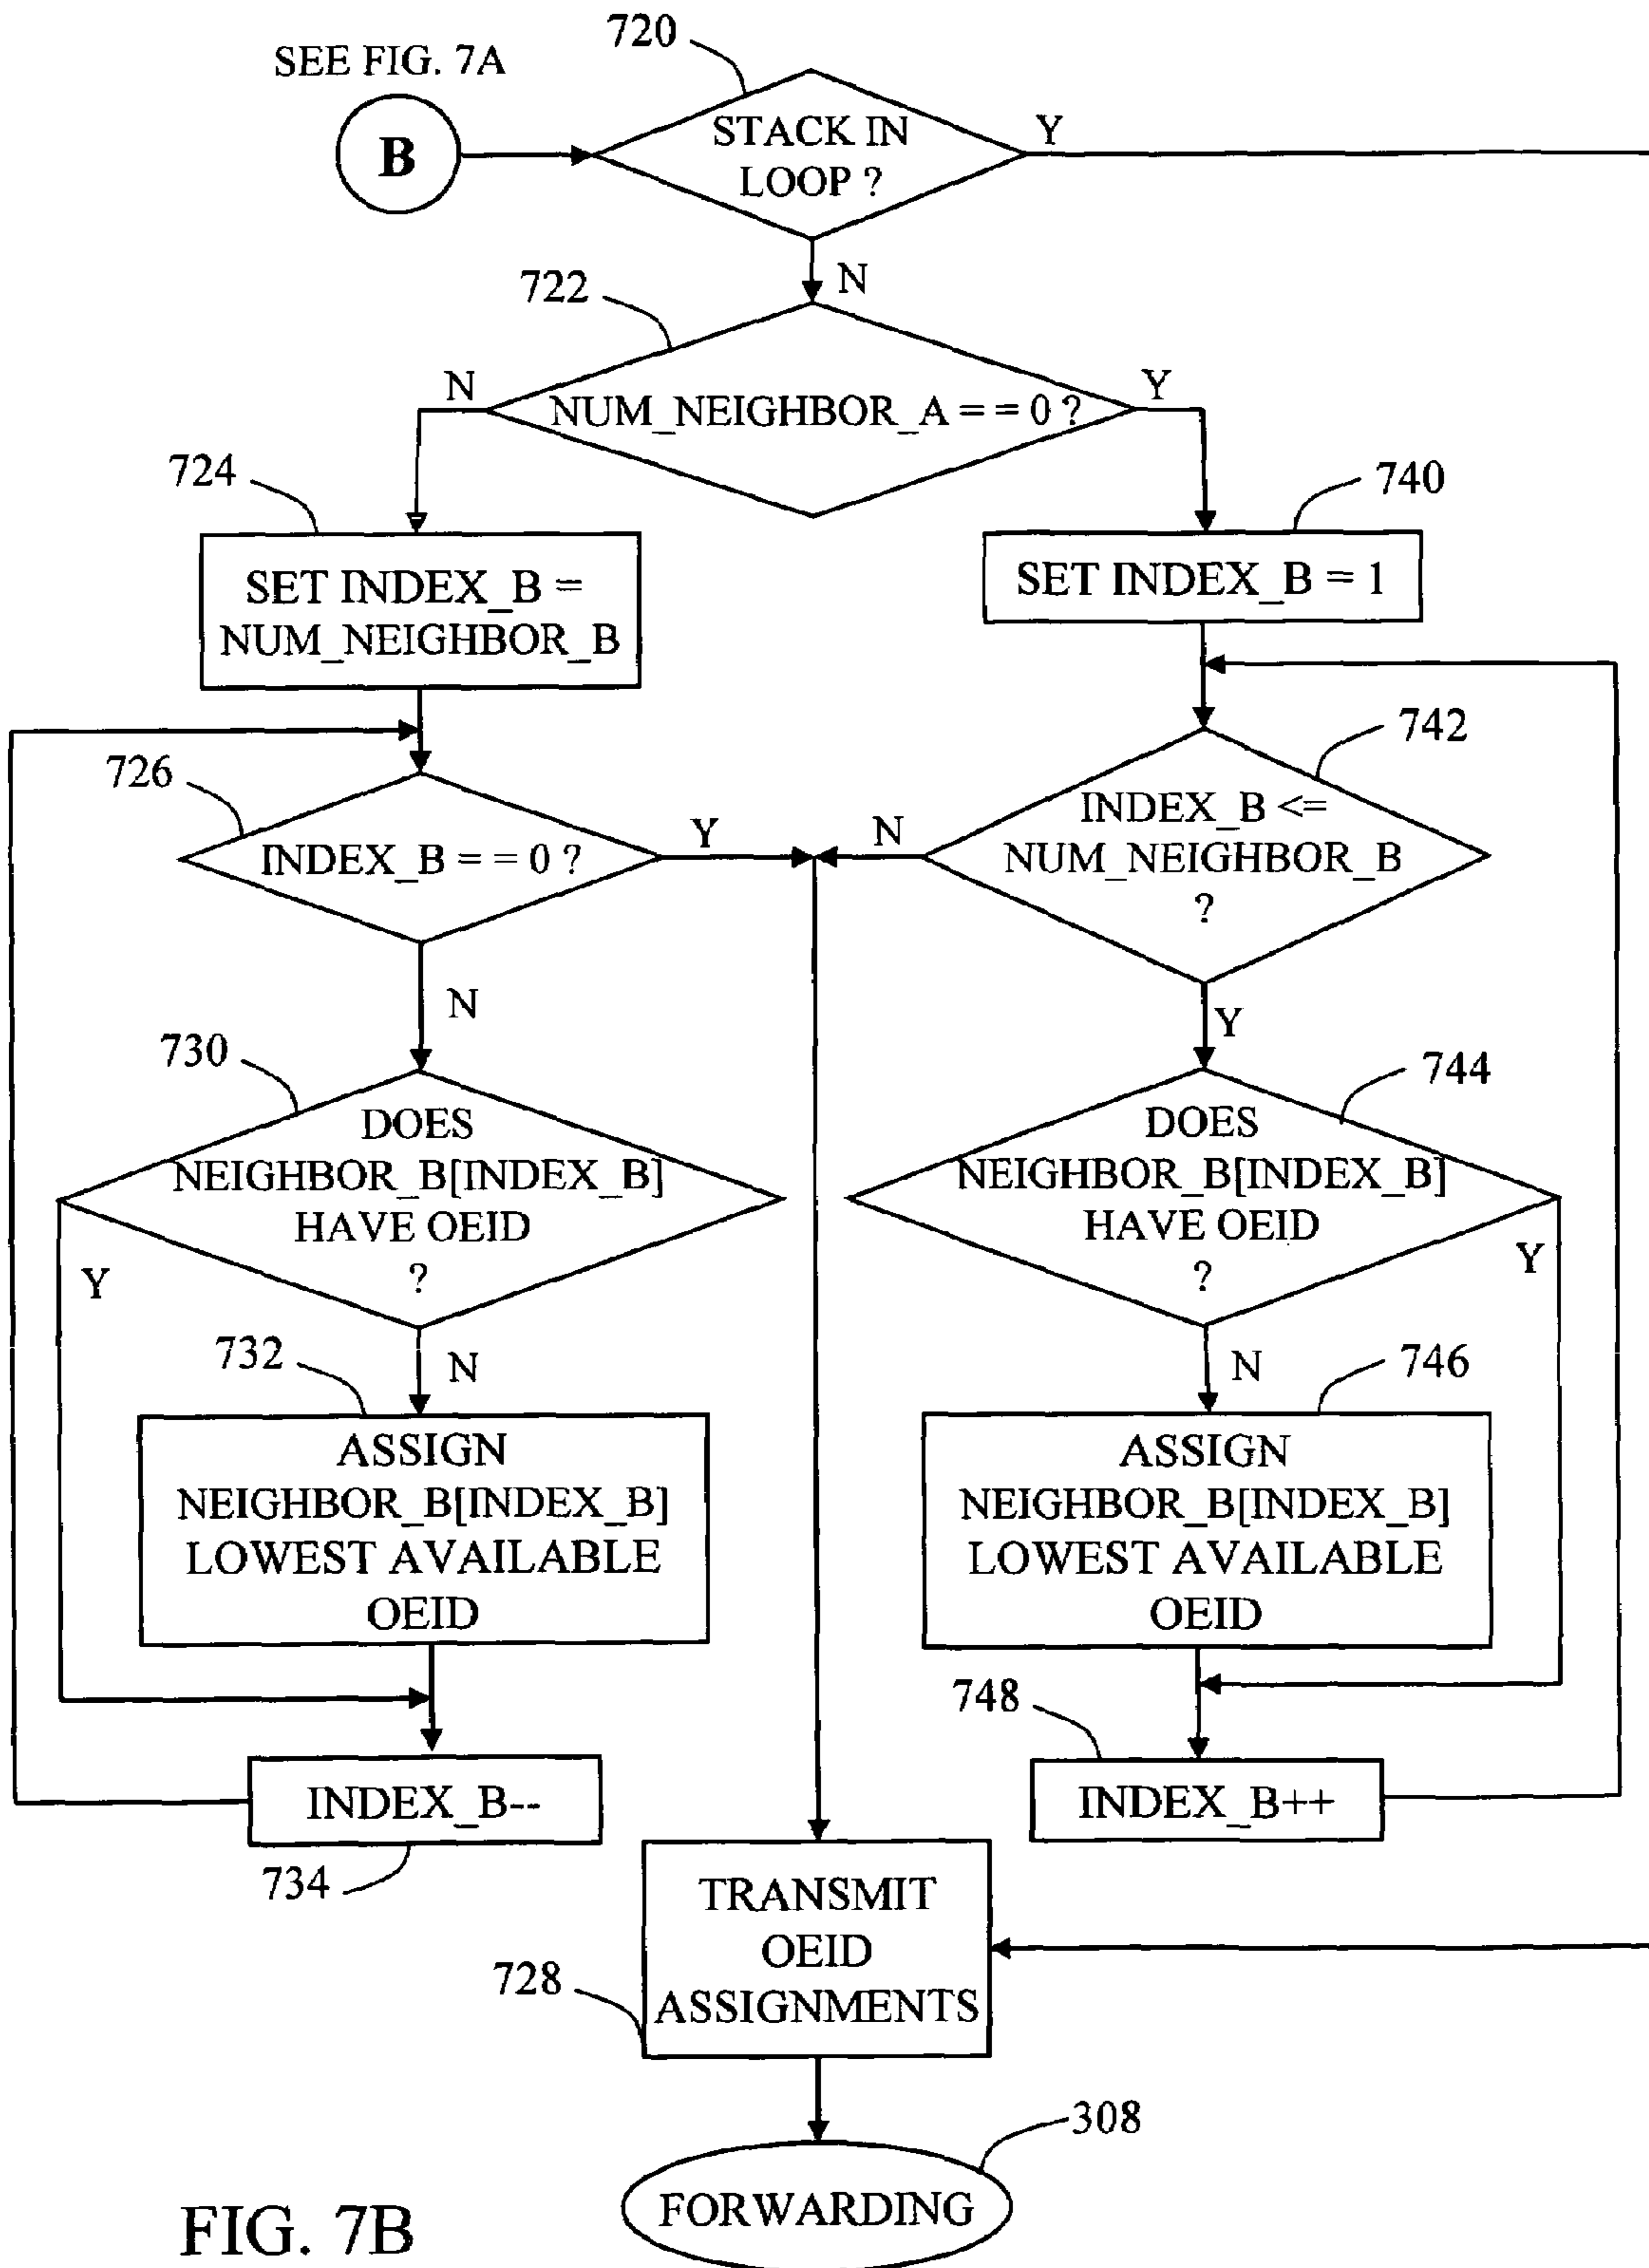 720
SEE FIG. 7A
B
STACK IN
LOOP ?
Y
N
722
N
NUM_NEIGHBOR_A = = 0 ?
Y
724
740
SET INDEX_B =
NUM_NEIGHBOR_B
SET INDEX_B = 1
726
742
INDEX_B = = 0 ?
Y
N
INDEX_B <=
NUM_NEIGHBOR_B
?
N
Y
730
744
DOES
NEIGHBOR_B[INDEX_B]
HAVE OEID
?
DOES
NEIGHBOR_B[INDEX_B]
HAVE OEID
?
Y
Y
732
N
N
746
ASSIGN
NEIGHBOR_B[INDEX_B]
LOWEST AVAILABLE
OEID
ASSIGN
NEIGHBOR_B[INDEX_B]
LOWEST AVAILABLE
OEID
748
INDEX_B--
INDEX_B++
734
TRANSMIT
OEID
ASSIGNMENTS
728
308
FORWARDING
FIG. 7B